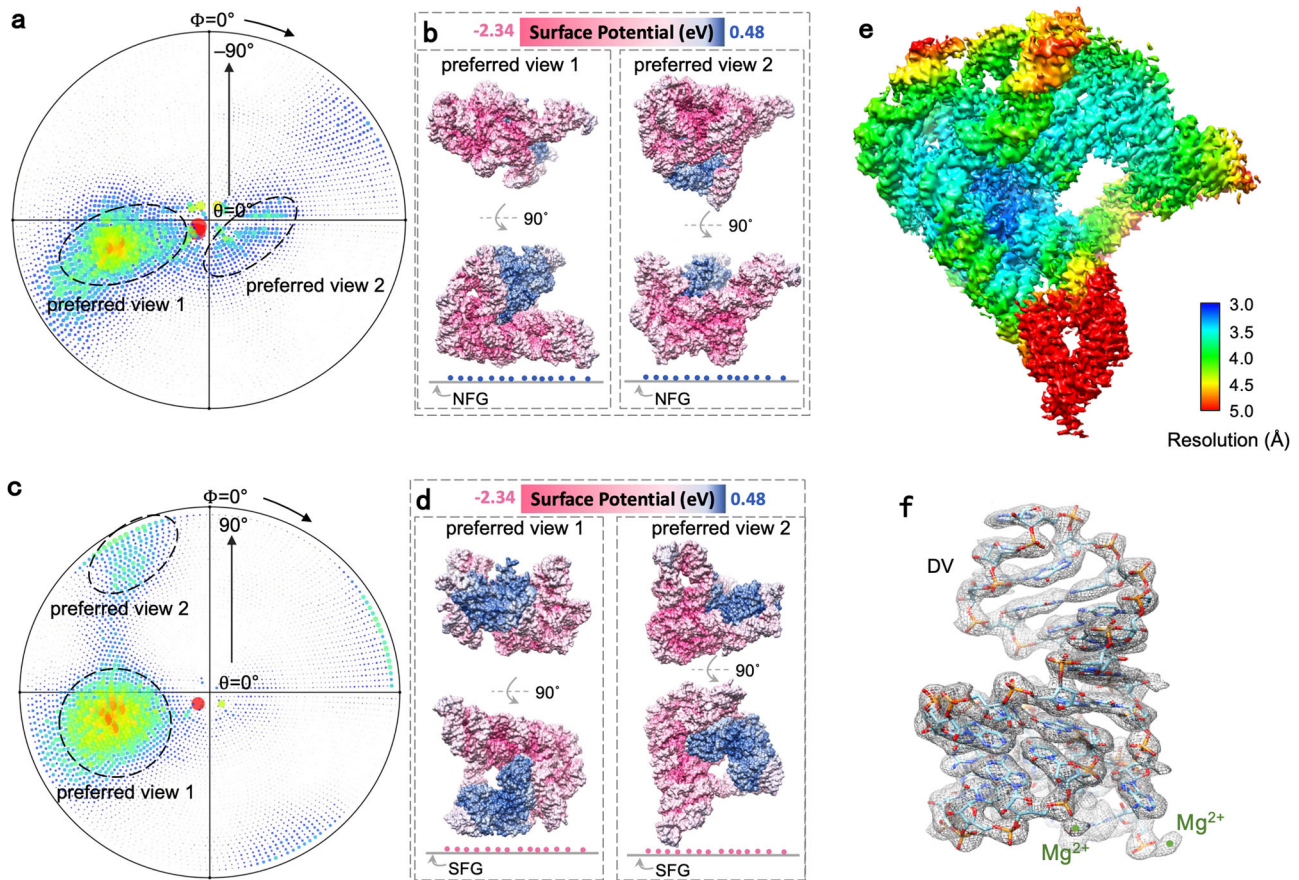 a
Φ=0°
–90°
θ=0°
preferred view 1
preferred view 2
b
-2.34 Surface Potential (eV) 0.48
preferred view 1
preferred view 2
90°
90°
NFG
NFG
c
Φ=0°
90°
preferred view 2
θ=0°
preferred view 1
d
-2.34 Surface Potential (eV) 0.48
preferred view 1
preferred view 2
90°
90°
SFG
SFG
e
3.0
3.5
4.0
4.5
5.0
Resolution (Å)
f
DV
Mg²⁺
Mg²⁺